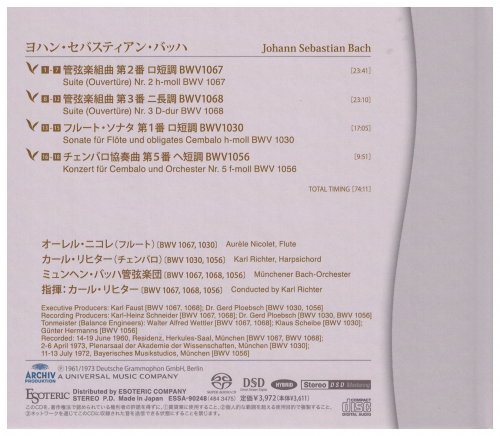 ヨハン・セバスティアン・バッハ Johann Sebastian Bach
1-7 管弦楽組曲 第2番 ロ短調 BWV1067 [23:41]
Suite (Ouvertüre) Nr. 2 h-moll BWV 1067
8-12 管弦楽組曲 第3番 ニ長調 BWV1068 [23:10]
Suite (Ouvertüre) Nr. 3 D-dur BWV 1068
フルート・ソナタ 第1番 ロ短調 BWV1030 [17:05]
Sonate für Flöte und obligates Cembalo h-moll BWV 1030
チェンバロ協奏曲 第5番 ヘ短調 BWV1056 [9:51]
Konzert für Cembalo und Orchester Nr. 5 f-moll BWV 1056
TOTAL TIMING [74:11]
オーレル・ニコレ(フルート) [BWV 1067, 1030] Aurèle Nicolet, Flute
カール・リヒター(チェンバロ) [BWV 1030, 1056] Karl Richter, Harpsichord
ミュンヘン・バッハ管弦楽団 [BWV 1067, 1068, 1056] Münchener Bach-Orchester
指揮:カール・リヒター [BWV 1067, 1068, 1056] Conducted by Karl Richter
Executive Producers: Karl Faust [BWV 1067, 1068]; Dr. Gerd Ploebsch [BWV 1030, 1056]
Recording Producers: Karl-Heinz Schneider [BWV 1067, 1068]; Dr. Gerd Ploebsch [BWV 1030, BWV 1056]
Tonmeister (Balance Engineers): Walter Alfred Wettler [BWV 1067, 1068]; Klaus Scheibe [BWV 1030];
Günter Hermanns [BWV 1056]
Recorded: 14-19 June 1960, Residenz, Herkules-Saal, München [BWV 1067, BWV 1068];
2-6 April 1973, Plenarsaal der Akademie der Wissenschaften, München [BWV 1030];
11-13 July 1972, Bayerisches Musikstudios, München [BWV 1056]
ARCHIV
PRODUKTION
℗1961/1973 Deutsche Grammophon GmbH, Berlin
A UNIVERSAL MUSIC COMPANY
ESOTERIC
Distributed by ESOTERIC COMPANY
STEREO P.D. Made in Japan ESSA-90248 (484 3475) 定価¥3,972 (本体¥3,611)
SUPER AUDIO CD
DSD
HYBRID
Stereo DSD Mastering
COMPACT disc DIGITAL AUDIO